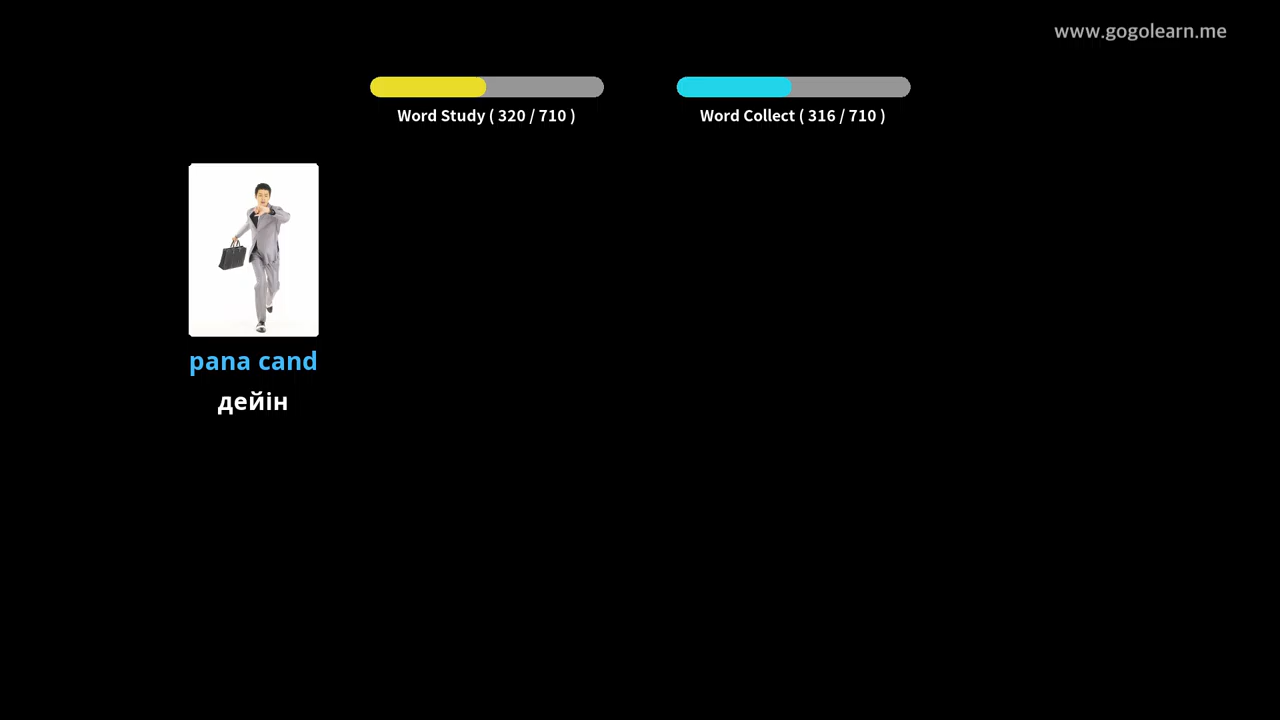 www.gogolearn.me
Word Study ( 320 / 710 )
Word Collect ( 316 / 710 )
pana cand
дейін